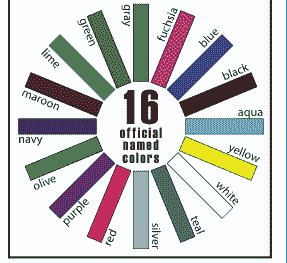 16
official
named
colors
gray
fuchsia
blue
black
aqua
yellow
white
teal
silver
red
purple
olive
navy
maroon
lime
green